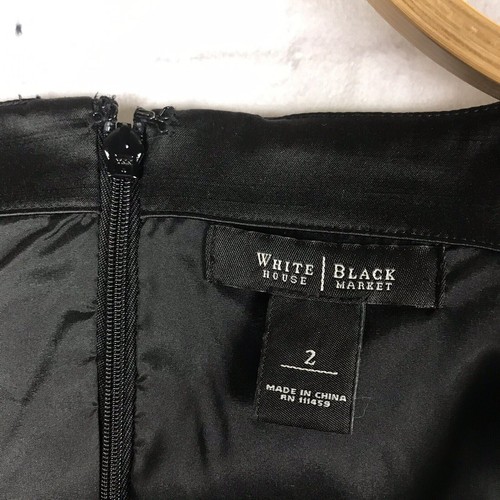 WHITE | BLACK
HOUSE | MARKET
2
MADE IN CHINA
RN 111459